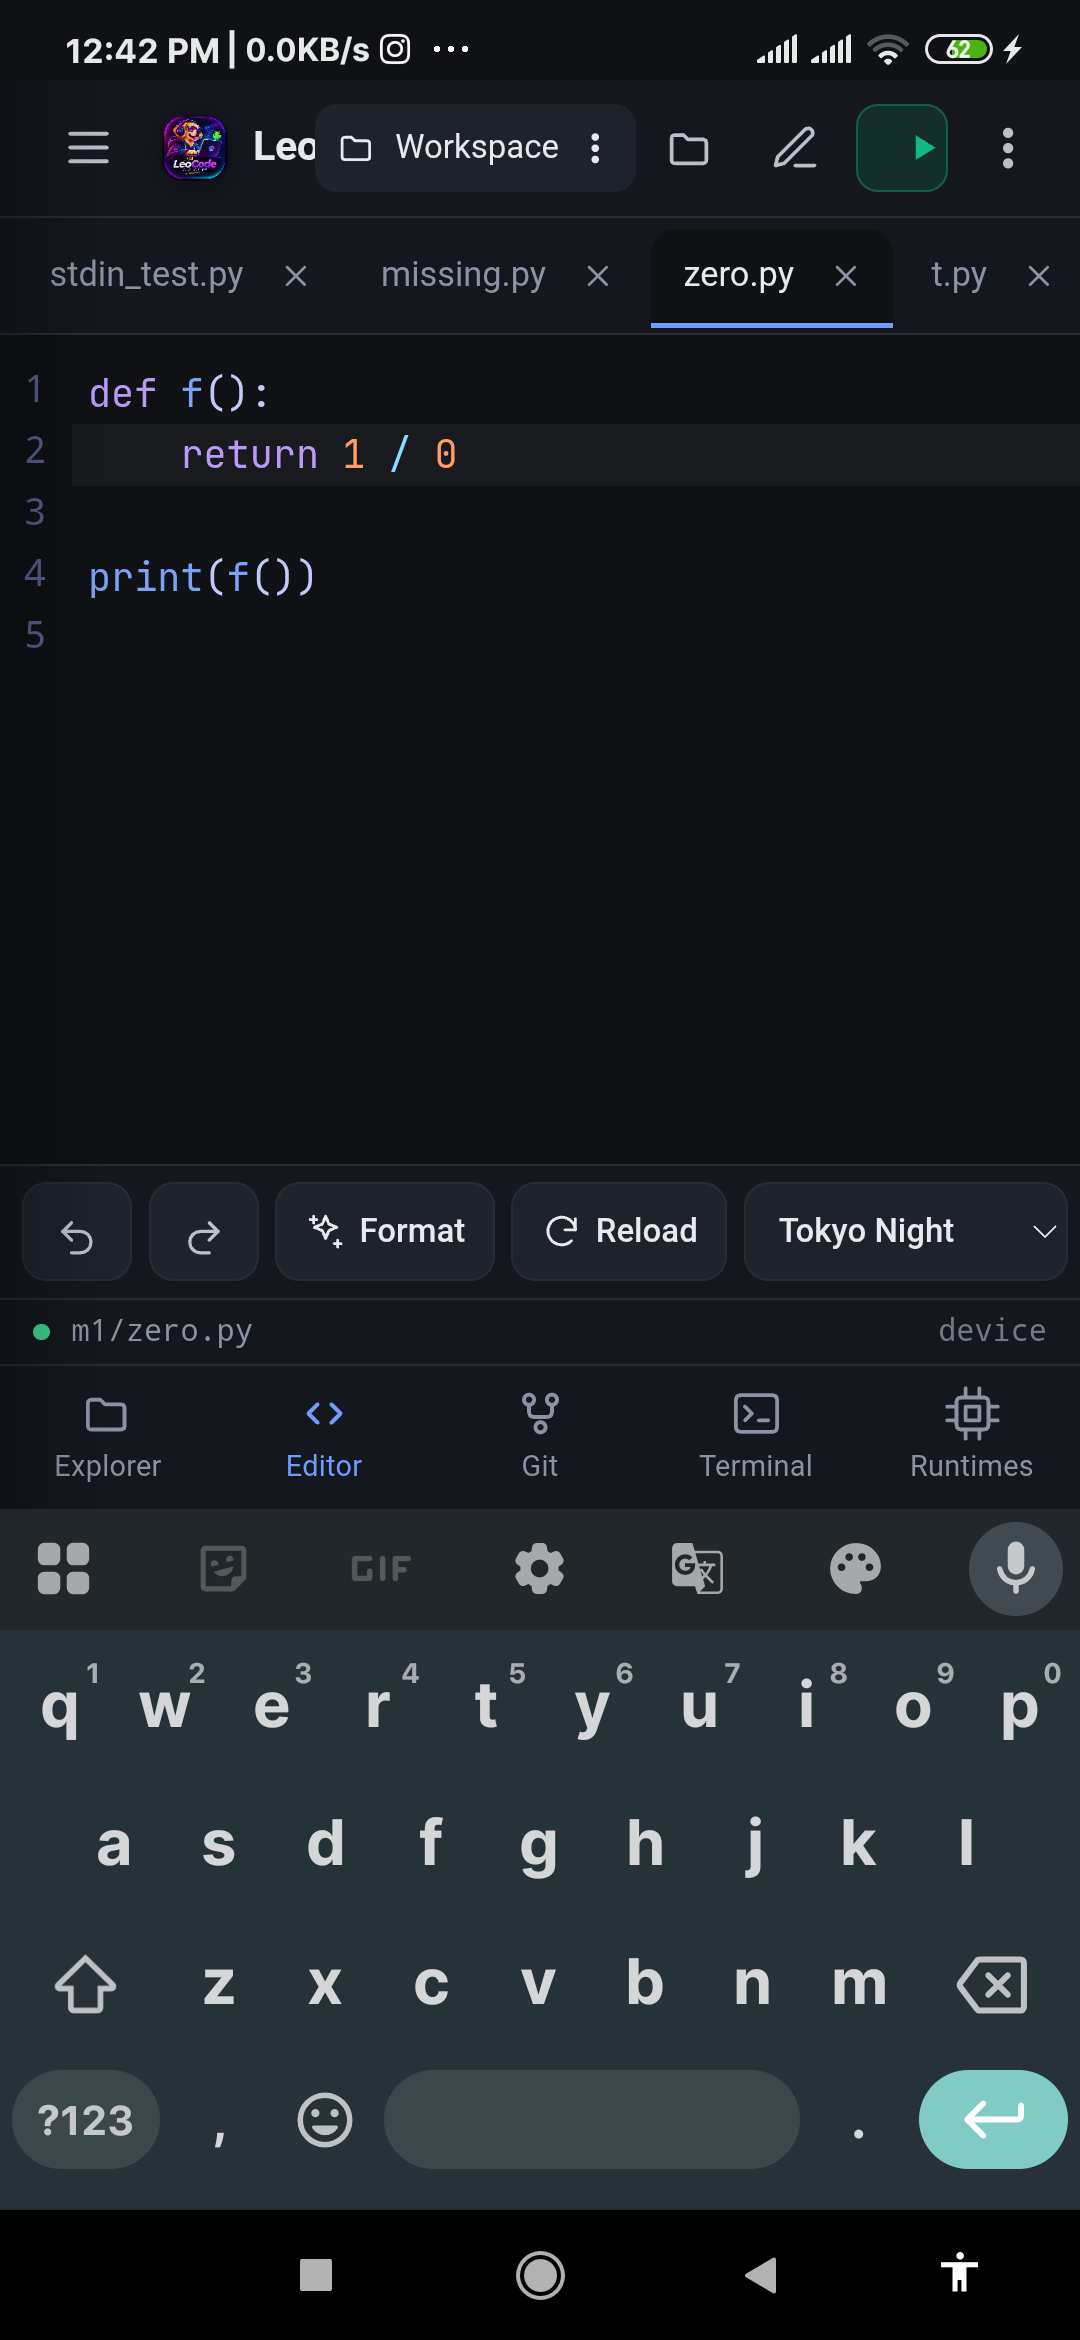 12:42 PM | 0.0KB/s ...
62
LeoCode
Leo
Workspace
stdin_test.py
missing.py
zero.py
t.py
1 def f():
2     return 1 / 0
3
4 print(f())
5
Format
Reload
Tokyo Night
m1/zero.py
device
Explorer
Editor
Git
Terminal
Runtimes
GIF
G 文
1 2 3 4 5 6 7 8 9 0
q w e r t y u i o p
a s d f g h j k l
z x c v b n m
?123 , .